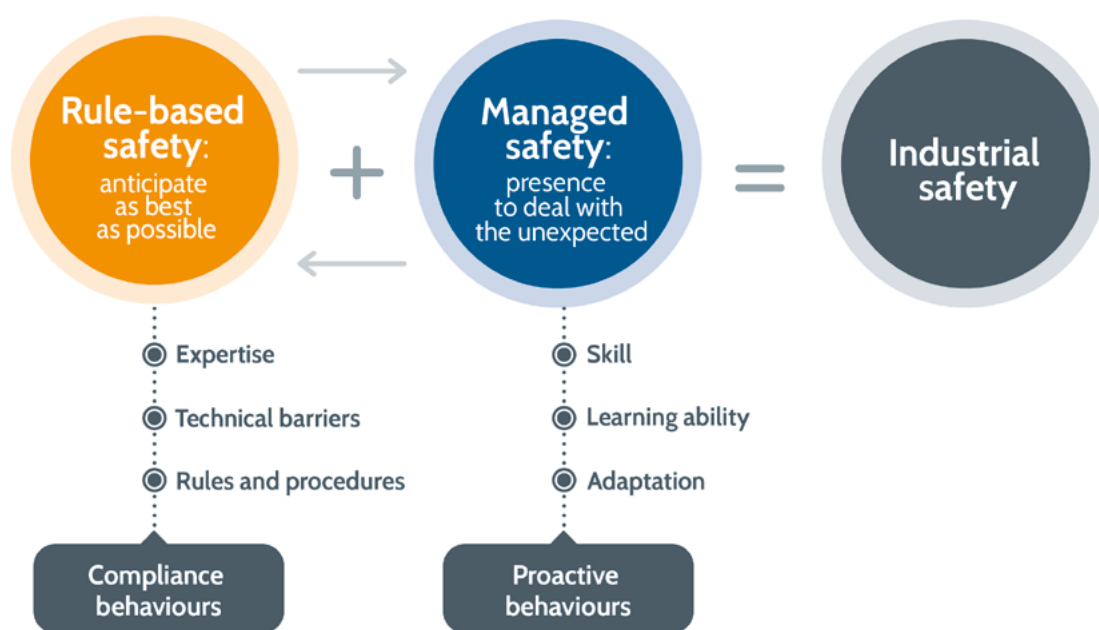 Rule-based
safety:
anticipate
as best
as possible
+
Managed
safety:
presence
to deal with
the unexpected
=
Industrial
safety
Expertise
Technical barriers
Rules and procedures
Compliance
behaviours
Skill
Learning ability
Adaptation
Proactive
behaviours